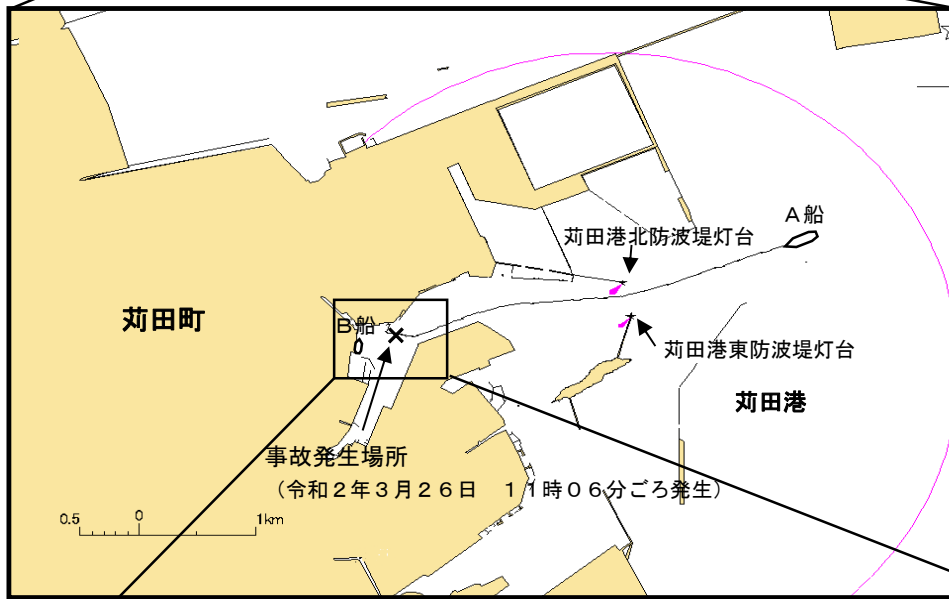 A船
苅田港北防波堤灯台
苅田町
B船
苅田港東防波堤灯台
苅田港
事故発生場所
(令和2年3月26日 11時06分ごろ発生)
0.5 0 1km